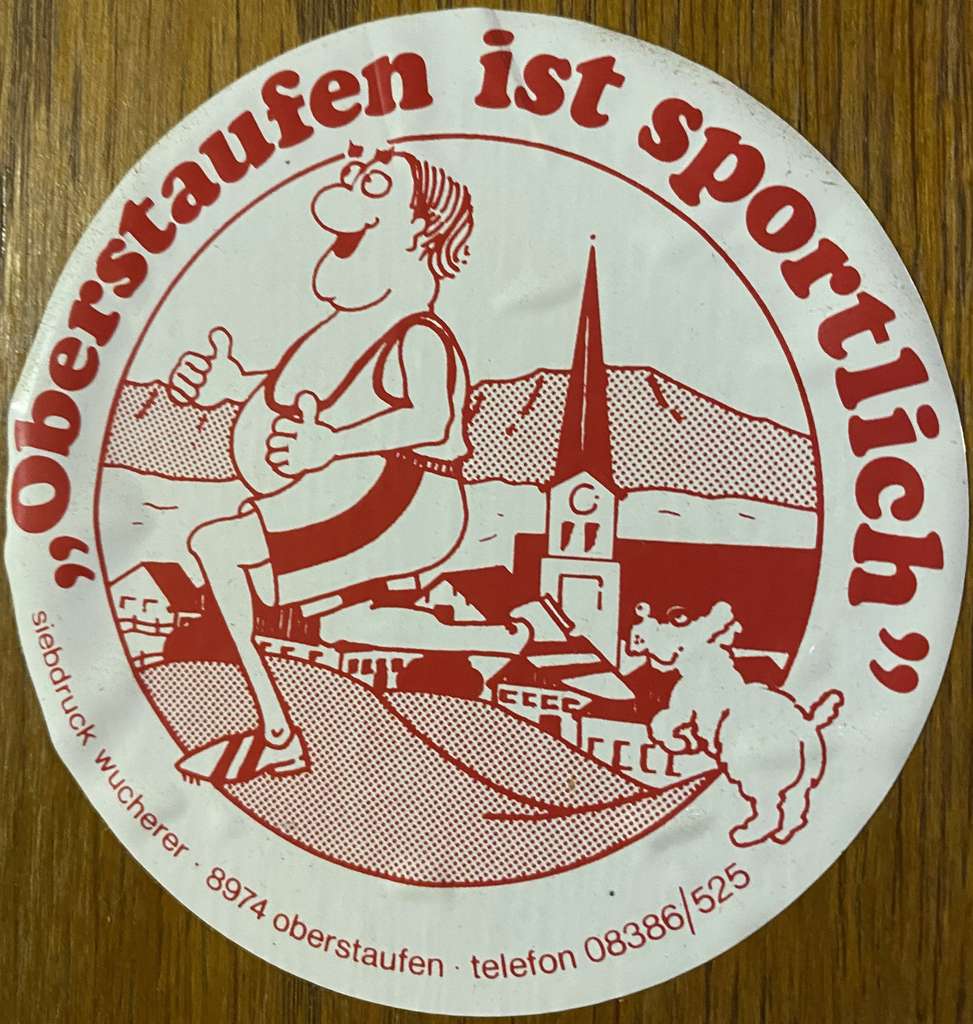 „Oberstaufen ist sportlich”
siebdruck wucherer · 8974 oberstaufen · telefon 08386/525